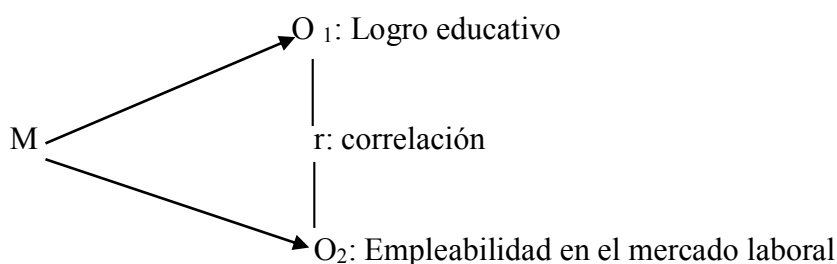 O ₁: Logro educativo
M
r: correlación
O₂: Empleabilidad en el mercado laboral